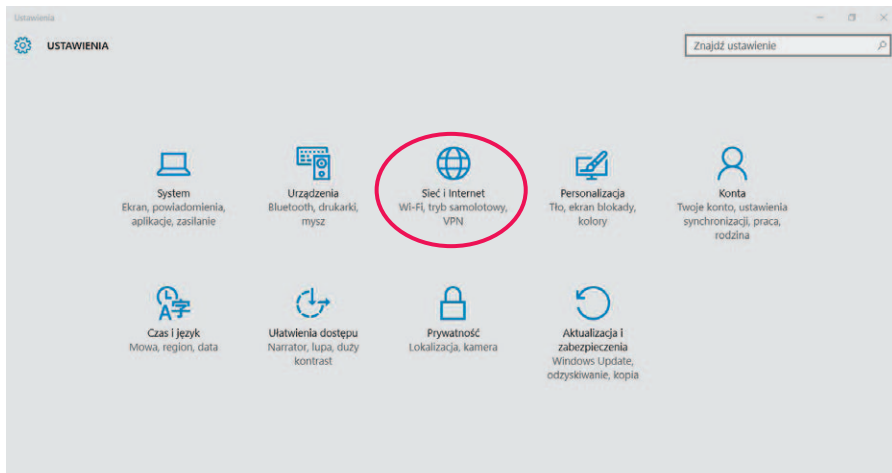 Ustawienia
USTAWIENIA
Znajdź ustawienie
System
Ekran, powiadomienia,
aplikacje, zasilanie
Urządzenia
Bluetooth, drukarki,
mysz
Sieć i Internet
Wi-Fi, tryb samolotowy,
VPN
Personalizacja
Tło, ekran blokady,
kolory
Konta
Twoje konto, ustawienia
synchronizacji, praca,
rodzina
Czas i język
Mowa, region, data
Ułatwienia dostępu
Narrator, lupa, duży
kontrast
Prywatność
Lokalizacja, kamera
Aktualizacja i
zabezpieczenia
Windows Update,
odzyskiwanie, kopia